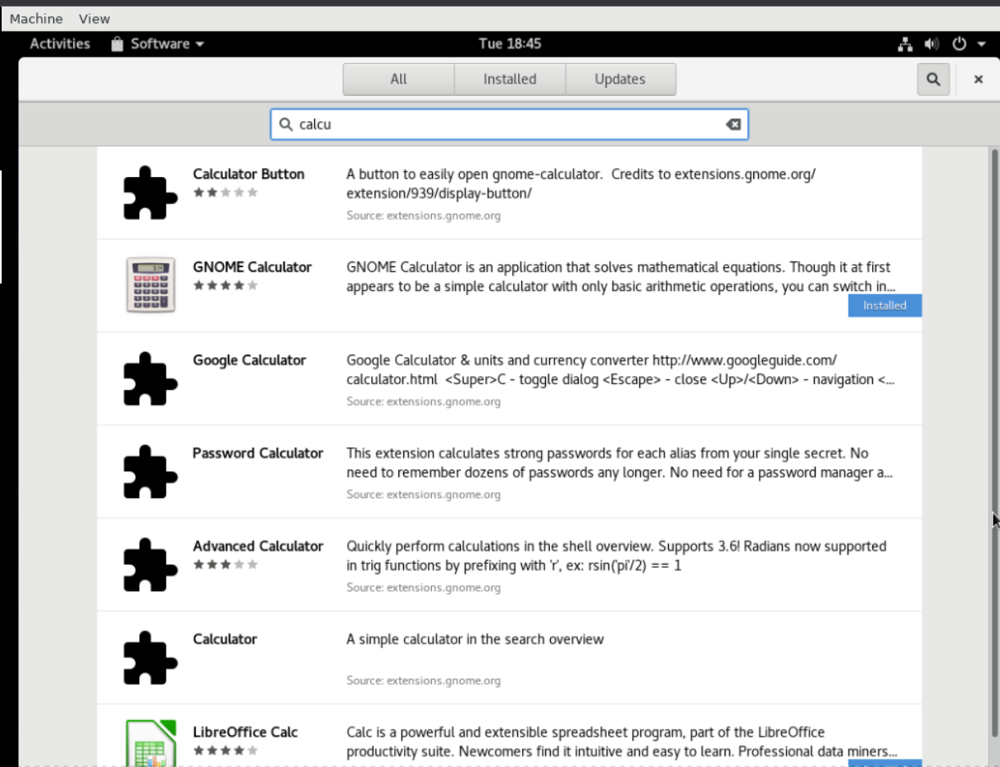 Machine View
Activities Software Tue 18:45
All Installed Updates
calcu
Calculator Button
A button to easily open gnome-calculator.  Credits to extensions.gnome.org/
extension/939/display-button/
Source: extensions.gnome.org
GNOME Calculator
GNOME Calculator is an application that solves mathematical equations. Though it at first
appears to be a simple calculator with only basic arithmetic operations, you can switch in...
Installed
Google Calculator
Google Calculator & units and currency converter http://www.googleguide.com/
calculator.html  <Super>C - toggle dialog <Escape> - close <Up>/<Down> - navigation <...
Source: extensions.gnome.org
Password Calculator
This extension calculates strong passwords for each alias from your single secret. No
need to remember dozens of passwords any longer. No need for a password manager a...
Source: extensions.gnome.org
Advanced Calculator
Quickly perform calculations in the shell overview. Supports 3.6! Radians now supported
in trig functions by prefixing with 'r', ex: rsin('pi'/2) == 1
Source: extensions.gnome.org
Calculator
A simple calculator in the search overview
Source: extensions.gnome.org
LibreOffice Calc
Calc is a powerful and extensible spreadsheet program, part of the LibreOffice
productivity suite. Newcomers find it intuitive and easy to learn. Professional data miners...